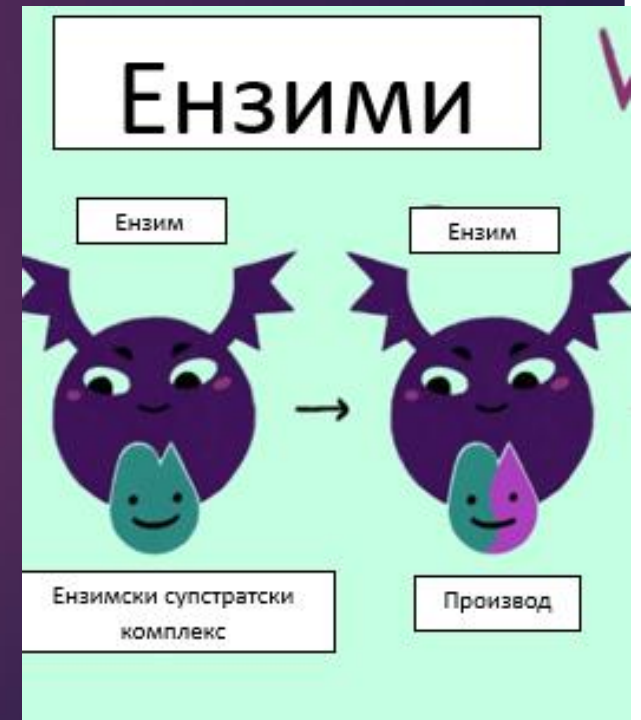 Ензими
Ензим
Ензим
Ензимски супстратски
комплекс
Производ